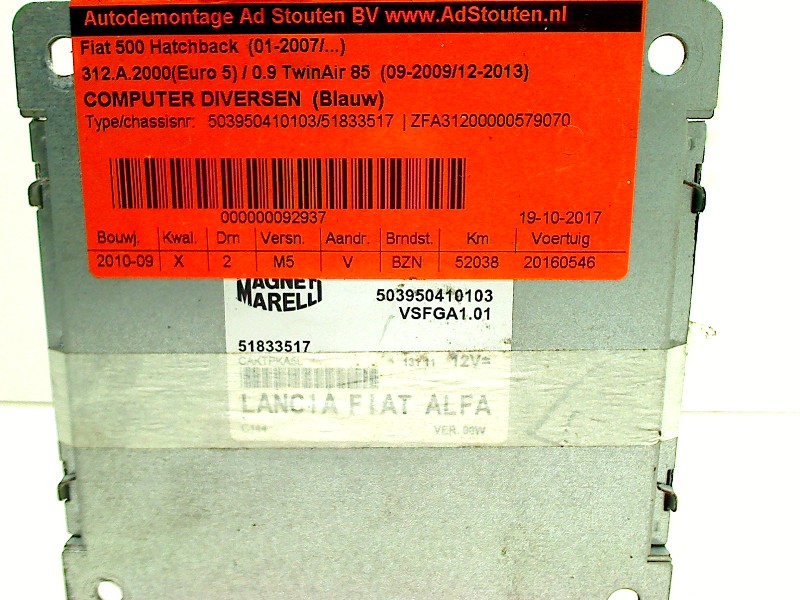 Autodemontage Ad Stouten BV www.AdStouten.nl
Fiat 500 Hatchback (01-2007/...)
312.A.2000(Euro 5) / 0.9 TwinAir 85 (09-2009/12-2013)
COMPUTER DIVERSEN (Blauw)
Type/chassisnr: 503950410103/51833517 | ZFA31200000579070
000000092937 19-10-2017
Bouwj. Kwal. Drn Versn. Aandr. Brndst. Km Voertuig
2010-09 X 2 M5 V BZN 52038 20160546
MAGNETI
MARELLI
503950410103
VSFGA1.01
51833517
12V=
LANCIA FIAT ALFA
VER.